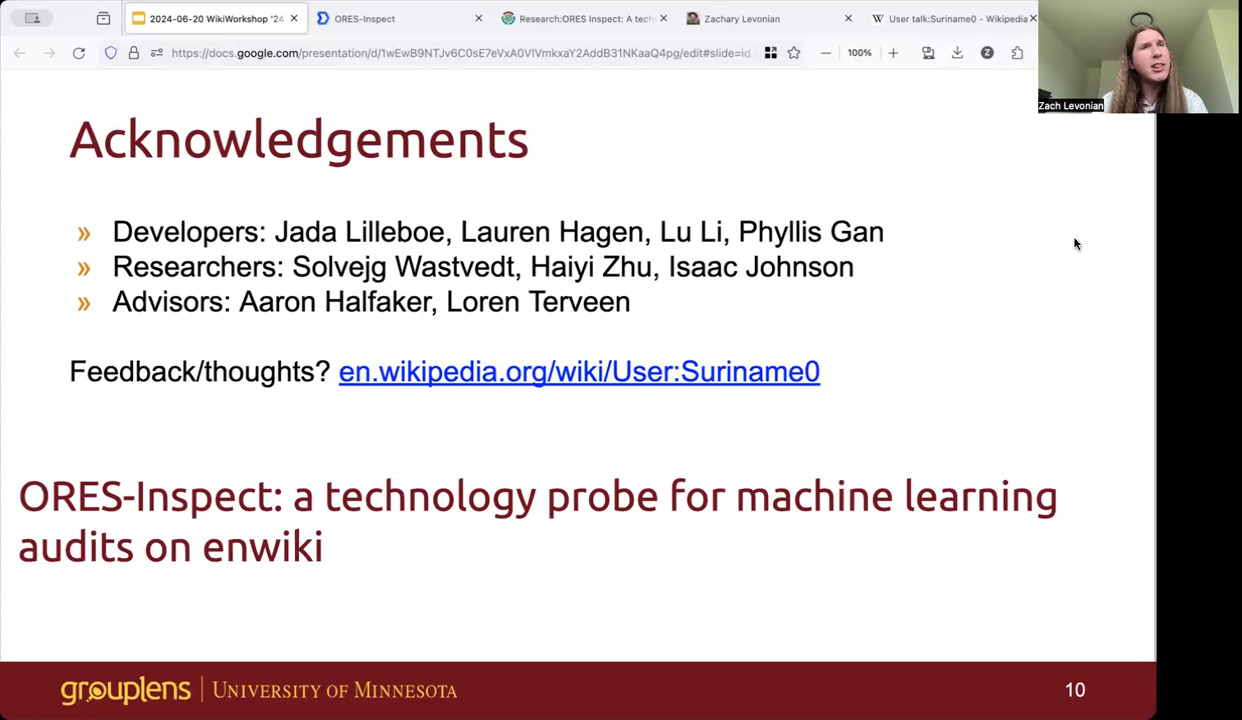 2024-06-20 WikiWorkshop '24
ORES-Inspect
Research:ORES Inspect: A tech
Zachary Levonian
User talk:Suriname0 - Wikipedia
https://docs.google.com/presentation/d/1wEwB9NTJv6C0sE7eVxA0VIVmkxaY2AddB31NKaaQ4pg/edit#slide=id.
100%
Z
Zach Levonian
Acknowledgements
» Developers: Jada Lilleboe, Lauren Hagen, Lu Li, Phyllis Gan
» Researchers: Solvejg Wastvedt, Haiyi Zhu, Isaac Johnson
» Advisors: Aaron Halfaker, Loren Terveen
Feedback/thoughts? en.wikipedia.org/wiki/User:Suriname0
ORES-Inspect: a technology probe for machine learning
audits on enwiki
grouplens | UNIVERSITY OF MINNESOTA
10